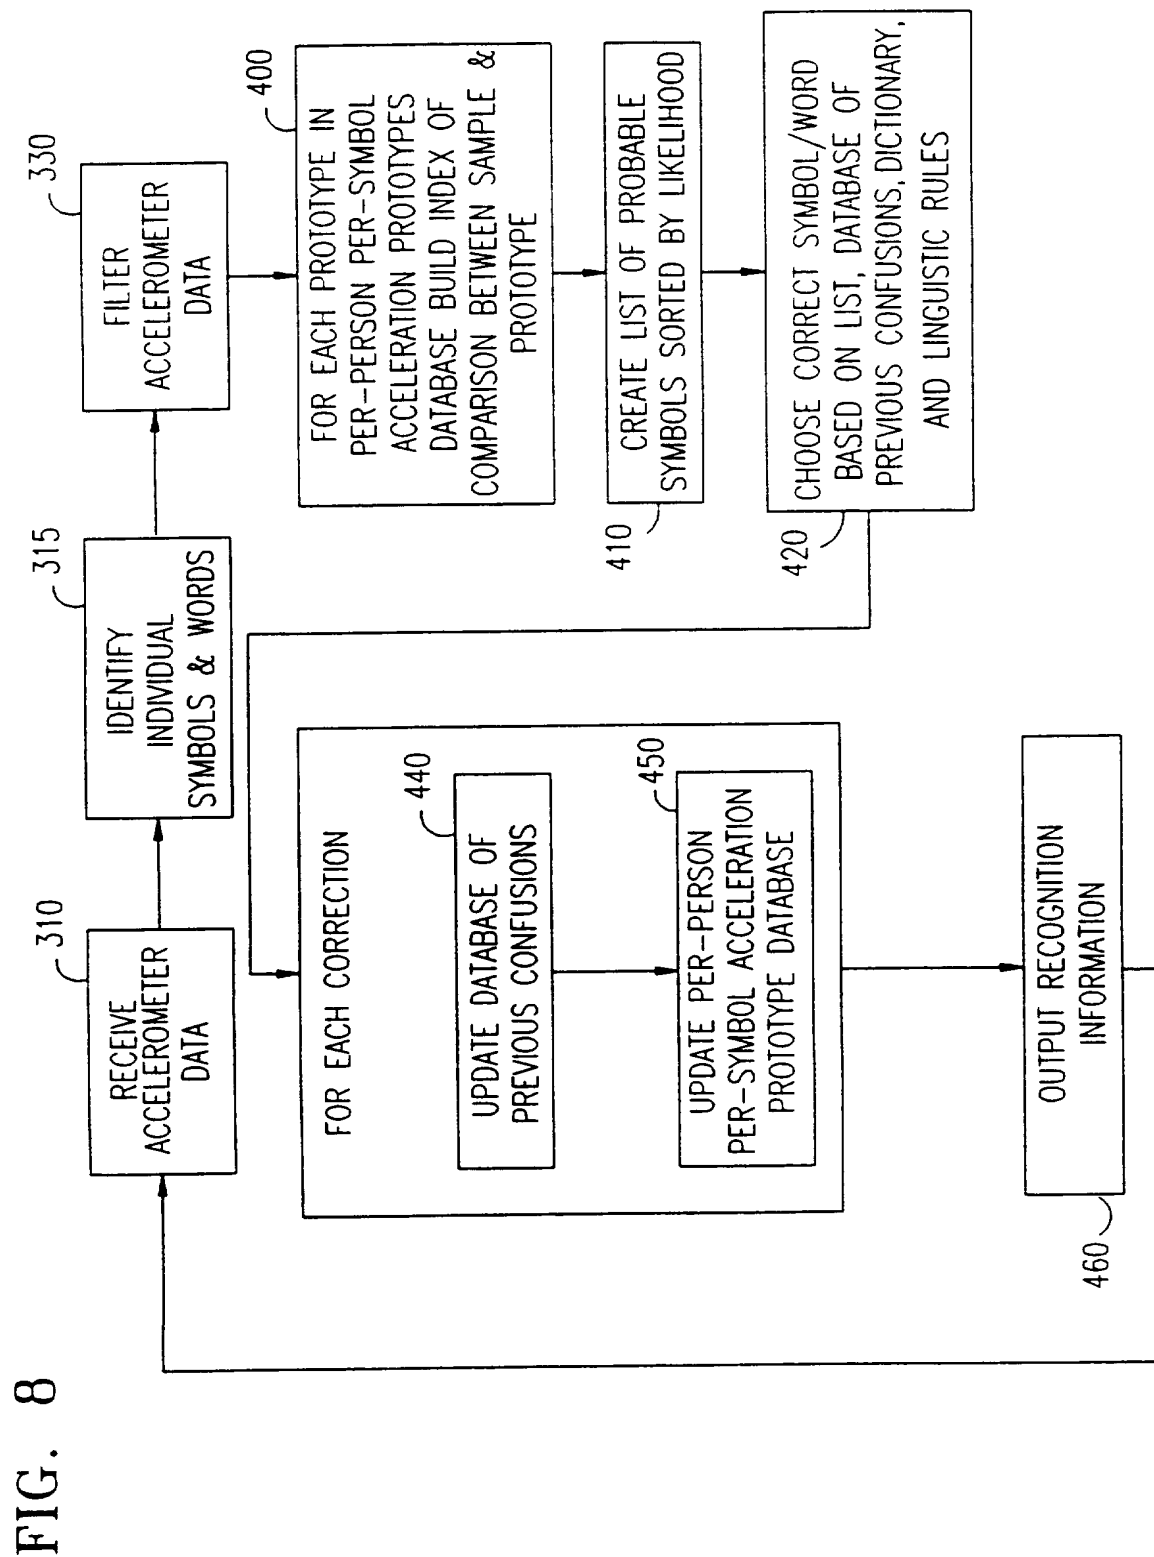 FIG. 8
310
RECEIVE
ACCELEROMETER
DATA
315
IDENTIFY
INDIVIDUAL
SYMBOLS & WORDS
330
FILTER
ACCELEROMETER
DATA
400
FOR EACH PROTOTYPE IN
PER-PERSON PER-SYMBOL
ACCELERATION PROTOTYPES
DATABASE BUILD INDEX OF
COMPARISON BETWEEN SAMPLE &
PROTOTYPE
410
CREATE LIST OF PROBABLE
SYMBOLS SORTED BY LIKELIHOOD
420
CHOOSE CORRECT SYMBOL/WORD
BASED ON LIST, DATABASE OF
PREVIOUS CONFUSIONS, DICTIONARY,
AND LINGUISTIC RULES
FOR EACH CORRECTION
440
UPDATE DATABASE OF
PREVIOUS CONFUSIONS
450
UPDATE PER-PERSON
PER-SYMBOL ACCELERATION
PROTOTYPE DATABASE
460
OUTPUT RECOGNITION
INFORMATION